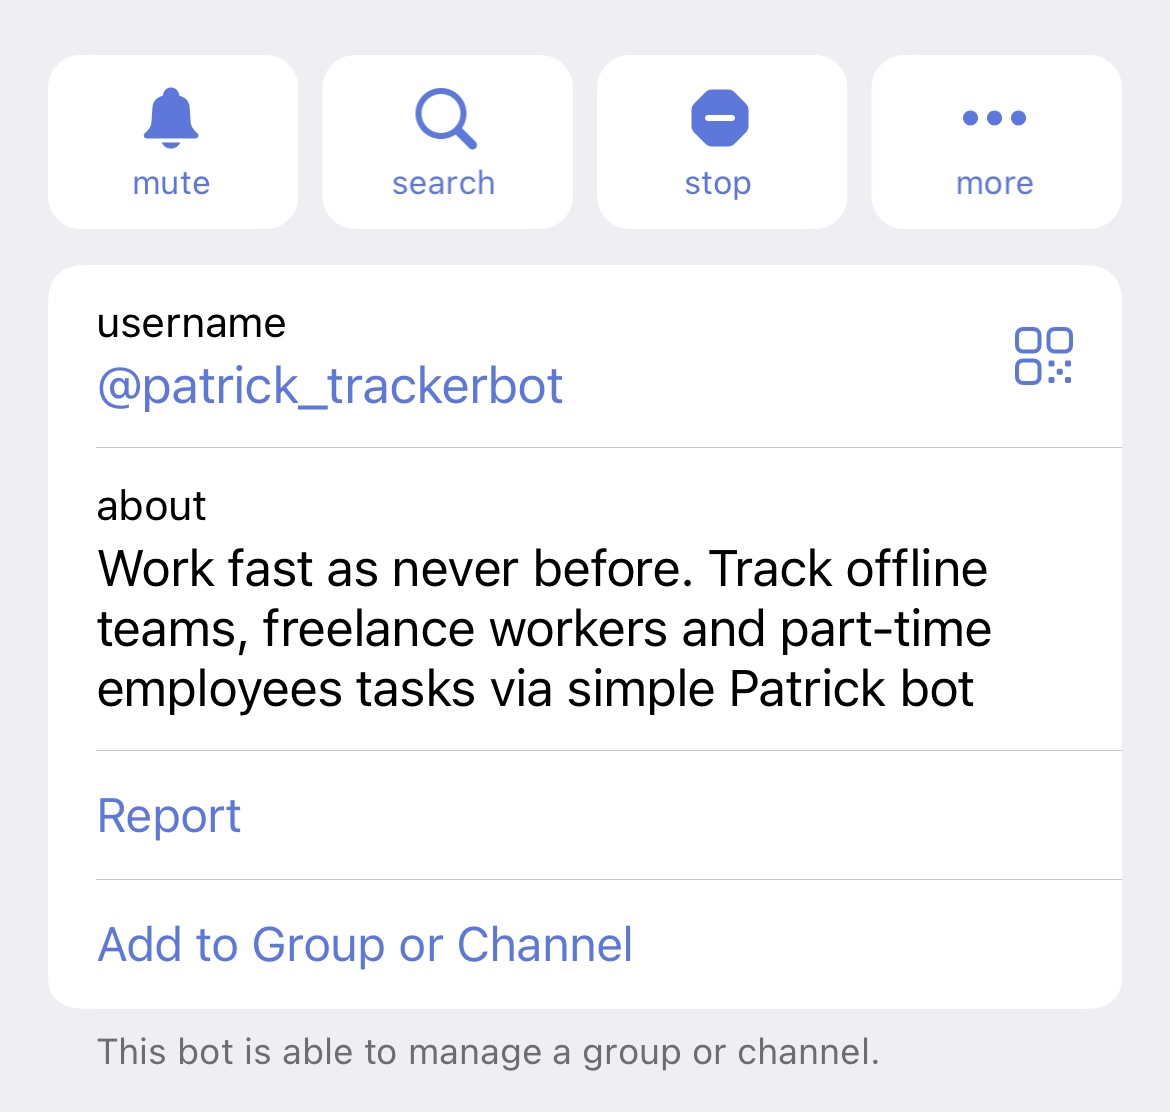 mute
search
stop
more
username
@patrick_trackerbot
about
Work fast as never before. Track offline
teams, freelance workers and part-time
employees tasks via simple Patrick bot
Report
Add to Group or Channel
This bot is able to manage a group or channel.